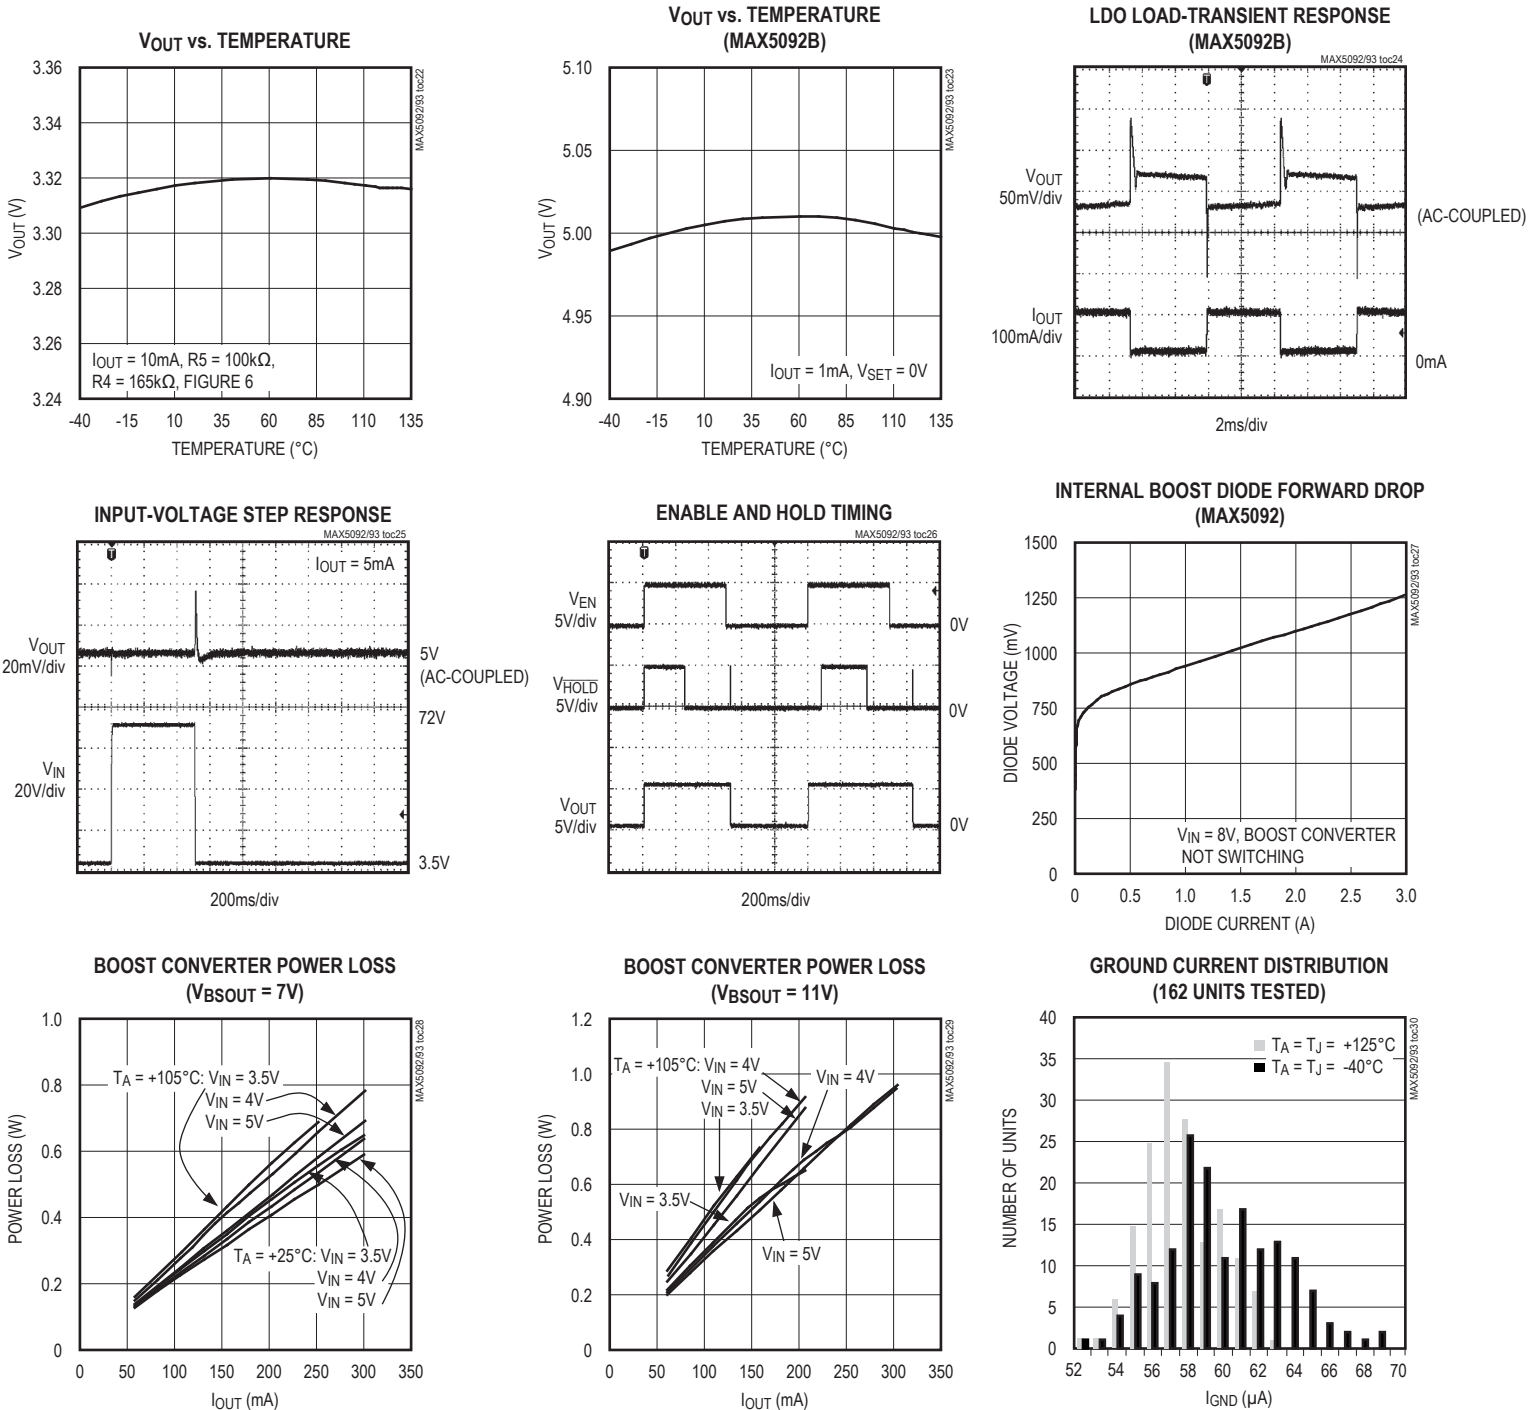 VOUT vs. TEMPERATURE
MAX5092/93 toc22
3.36
3.34
3.32
3.30
3.28
3.26
3.24
VOUT (V)
IOUT = 10mA, R5 = 100kΩ,
R4 = 165kΩ, FIGURE 6
-40 -15 10 35 60 85 110 135
TEMPERATURE (°C)
VOUT vs. TEMPERATURE
(MAX5092B)
MAX5092/93 toc23
5.10
5.05
5.00
4.95
4.90
VOUT (V)
IOUT = 1mA, VSET = 0V
-40 -15 10 35 60 85 110 135
TEMPERATURE (°C)
LDO LOAD-TRANSIENT RESPONSE
(MAX5092B)
MAX5092/93 toc24
T
VOUT
50mV/div
(AC-COUPLED)
IOUT
100mA/div
0mA
2ms/div
INPUT-VOLTAGE STEP RESPONSE
MAX5092/93 toc25
T
IOUT = 5mA
VOUT
20mV/div
5V
(AC-COUPLED)
72V
VIN
20V/div
3.5V
200ms/div
ENABLE AND HOLD TIMING
MAX5092/93 toc26
T
VEN
5V/div
0V
VHOLD
5V/div
0V
VOUT
5V/div
0V
200ms/div
INTERNAL BOOST DIODE FORWARD DROP
(MAX5092)
MAX5092/93 toc27
1500
1250
1000
750
500
250
0
DIODE VOLTAGE (mV)
VIN = 8V, BOOST CONVERTER
NOT SWITCHING
0 0.5 1.0 1.5 2.0 2.5 3.0
DIODE CURRENT (A)
BOOST CONVERTER POWER LOSS
(VBSOUT = 7V)
MAX5092/93 toc28
1.0
0.8
0.6
0.4
0.2
0
POWER LOSS (W)
TA = +105°C: VIN = 3.5V
VIN = 4V
VIN = 5V
TA = +25°C: VIN = 3.5V
VIN = 4V
VIN = 5V
0 50 100 150 200 250 300 350
IOUT (mA)
BOOST CONVERTER POWER LOSS
(VBSOUT = 11V)
MAX5092/93 toc29
1.2
1.0
0.8
0.6
0.4
0.2
0
POWER LOSS (W)
TA = +105°C: VIN = 4V
VIN = 5V
VIN = 3.5V
VIN = 4V
VIN = 3.5V
VIN = 5V
0 50 100 150 200 250 300 350
IOUT (mA)
GROUND CURRENT DISTRIBUTION
(162 UNITS TESTED)
MAX5092/93 toc30
40
35
30
25
20
15
10
5
0
NUMBER OF UNITS
TA = TJ = +125°C
TA = TJ = -40°C
52 54 56 58 60 62 64 66 68 70
IGND (µA)